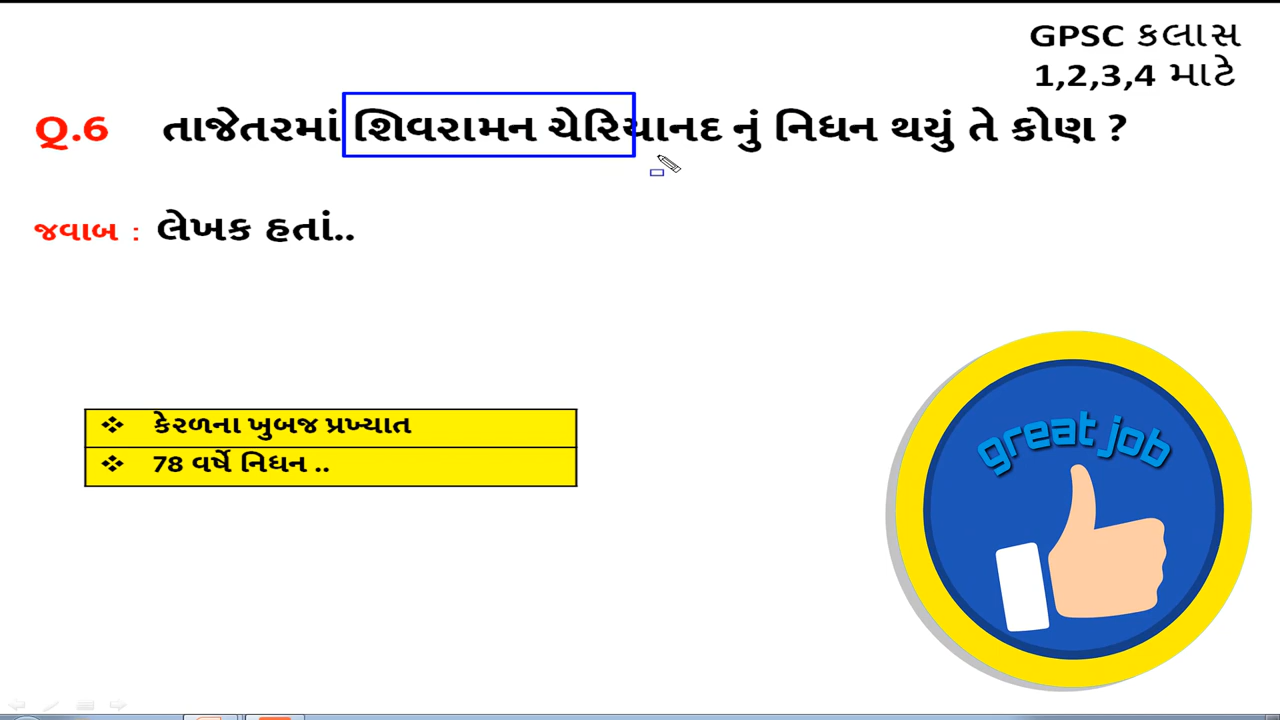 GPSC કલાસ
1,2,3,4 માટે
Q.6 તાજેતરમાં શિવરામન ચેરિયાનદ નું નિધન થયું તે કોણ ?
જવાબ : લેખક હતાં..
❖ કેરળના ખુબજ પ્રખ્યાત
❖ 78 વર્ષે નિધન ..
great job